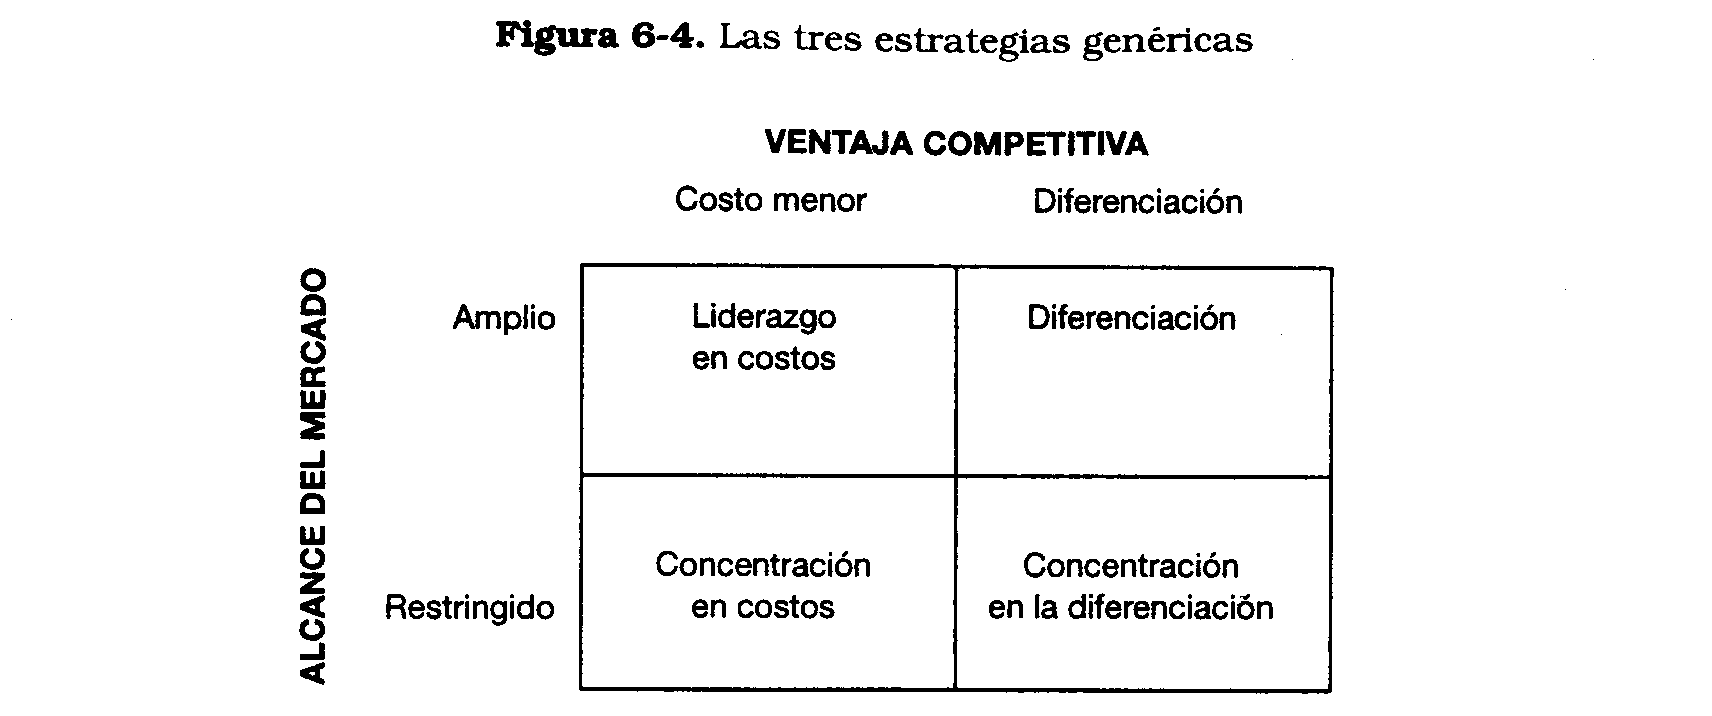 Figura 6-4. Las tres estrategias genéricas
VENTAJA COMPETITIVA
Costo menor
Diferenciación
ALCANCE DEL MERCADO
Amplio
Liderazgo
en costos
Diferenciación
Restringido
Concentración
en costos
Concentración
en la diferenciación